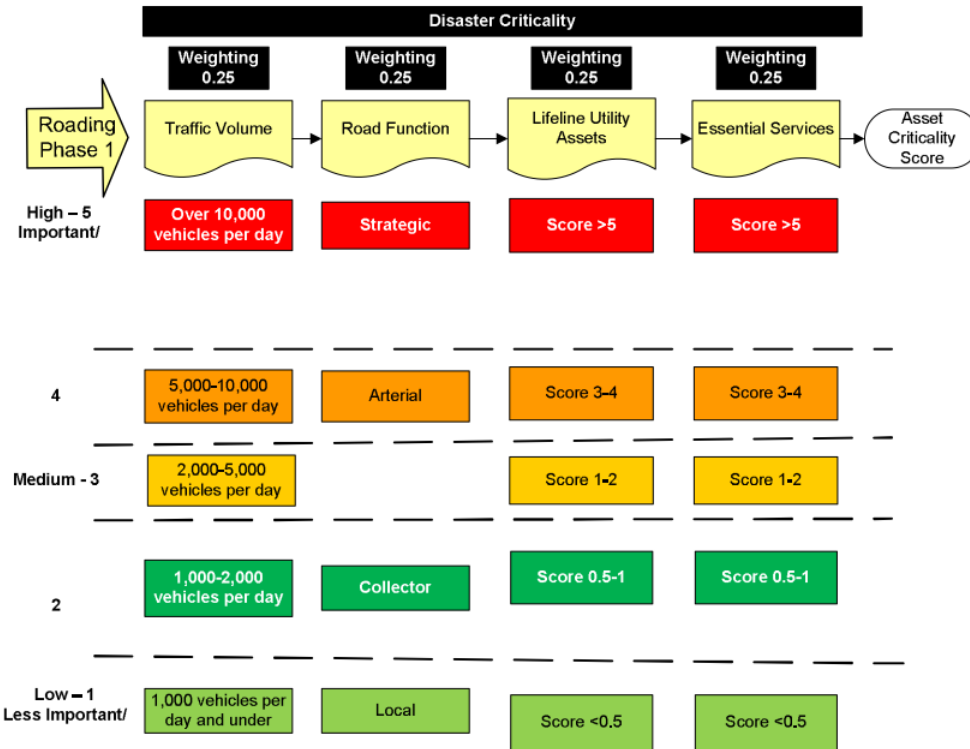 Disaster Criticality
Weighting
0.25
Weighting
0.25
Weighting
0.25
Weighting
0.25
Roading
Phase 1
Traffic Volume
Road Function
Lifeline Utility
Assets
Essential Services
Asset
Criticality
Score
High – 5
Important/
Over 10,000
vehicles per day
Strategic
Score >5
Score >5
4
5,000–10,000
vehicles per day
Arterial
Score 3–4
Score 3–4
Medium - 3
2,000–5,000
vehicles per day
Score 1-2
Score 1-2
2
1,000-2,000
vehicles per day
Collector
Score 0.5-1
Score 0.5-1
Low – 1
Less Important/
1,000 vehicles per
day and under
Local
Score <0.5
Score <0.5